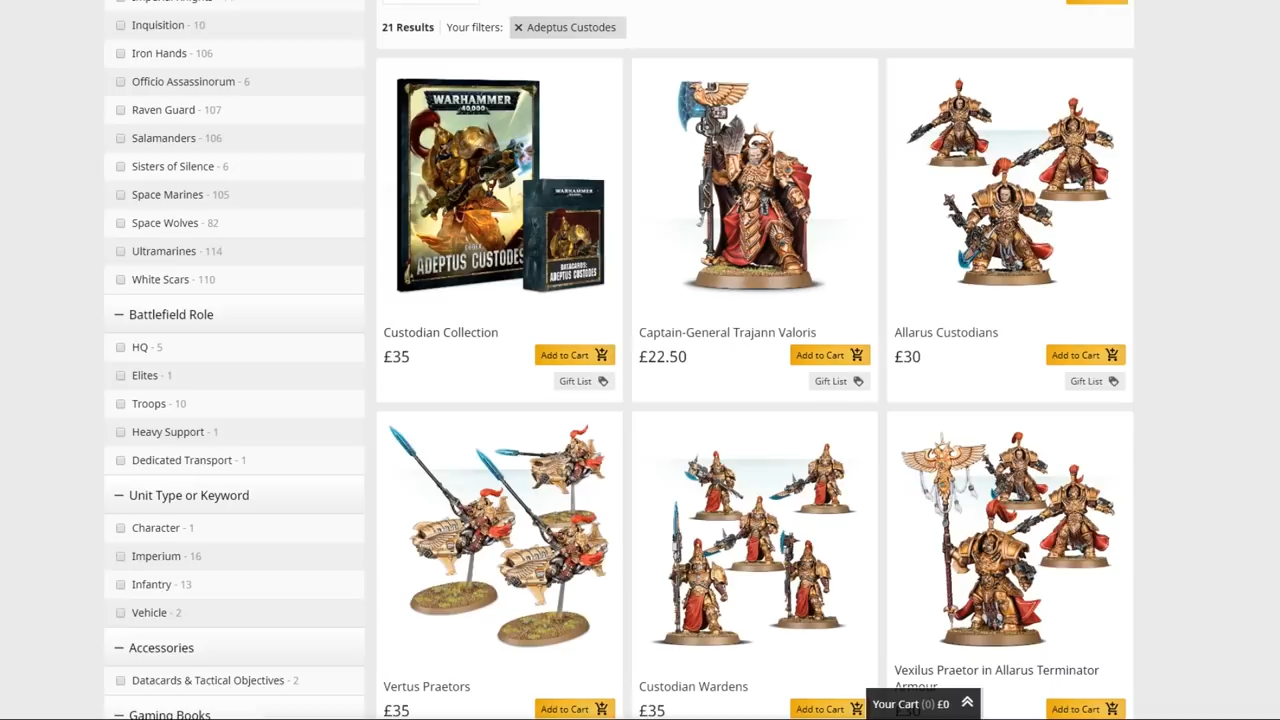 Inquisition - 10
Iron Hands - 106
Officio Assassinorum - 6
Raven Guard - 107
Salamanders - 106
Sisters of Silence - 6
Space Marines - 105
Space Wolves - 82
Ultramarines - 114
White Scars - 110
Battlefield Role
HQ - 3
Elites - 1
Troops - 10
Heavy Support - 1
Dedicated Transport - 1
Unit Type or Keyword
Character - 1
Imperium - 16
Infantry - 13
Vehicle - 2
Accessories
Datacards & Tactical Objectives - 2
Gaming Books
21 Results
Your filters:
Adeptus Custodes
WARHAMMER
40,000
CODEX
ADEPTUS CUSTODES
WARHAMMER
DATACARDS:
ADEPTUS CUSTODES
Custodian Collection
£35
Add to Cart
Gift List
Captain-General Trajann Valoris
£22.50
Add to Cart
Gift List
Allarus Custodians
£30
Add to Cart
Gift List
Vertus Praetors
£35
Add to Cart
Custodian Wardens
£35
Add to Cart
Vexilus Praetor in Allarus Terminator
Armour
Add to Cart
Your Cart (0) £0